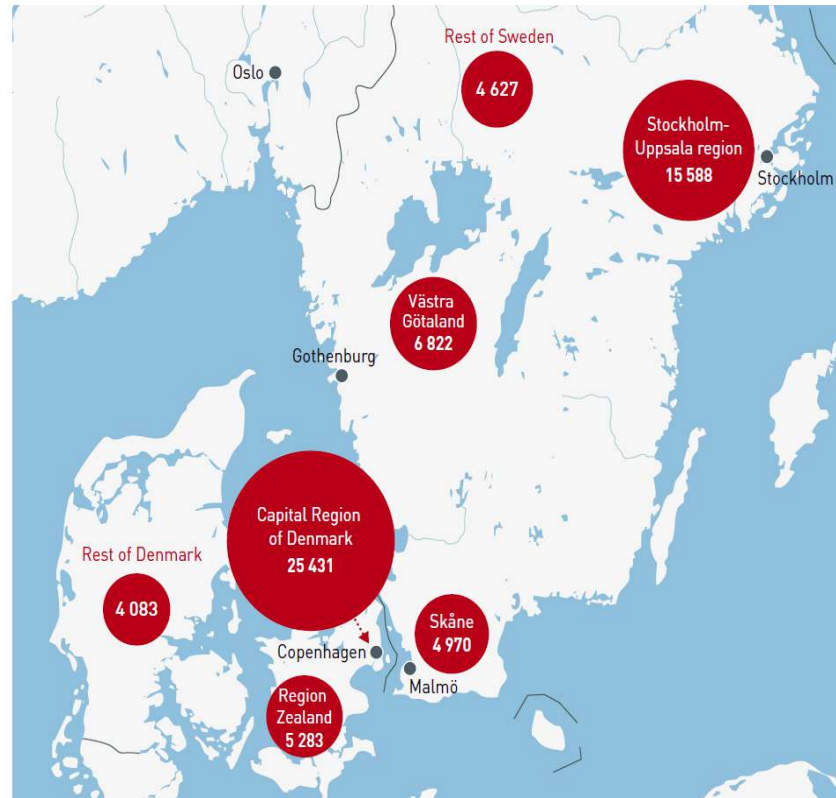 Rest of Sweden
4 627
Oslo
Stockholm-
Uppsala region
15 588
Stockholm
Västra
Götaland
6 822
Gothenburg
Capital Region
of Denmark
25 431
Rest of Denmark
4 083
Skåne
4 970
Copenhagen
Malmö
Region
Zealand
5 283